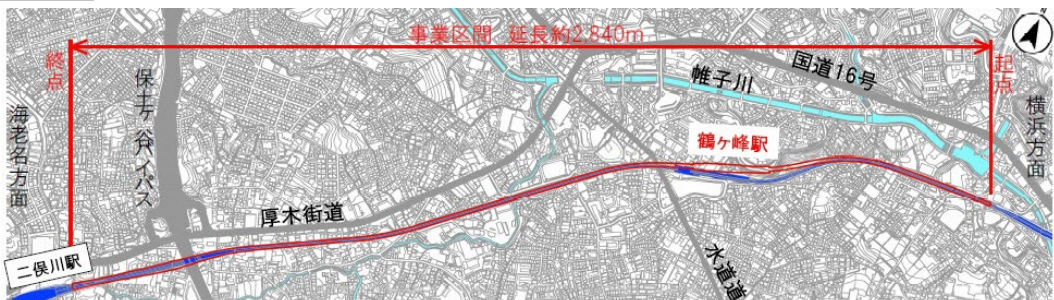 事業区間 延長約2,840m
終点
起点
海老名方面
保土ヶ谷バイパス
厚木街道
二俣川駅
帷子川
国道16号
鶴ヶ峰駅
水道道
横浜方面